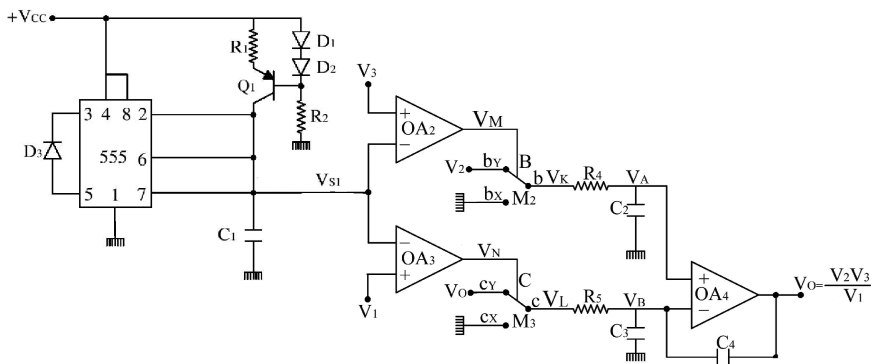 +VCC
R1
D1
D2
Q1
R2
3 4 8 2
D3
555
6
5 1 7
C1
VS1
V3
+
OA2
−
VM
B
V2
bY
b VK
R4
VA
bX
M2
C2
−
OA3
+
V1
VN
C
VO
cY
c VL
R5
VB
cX
M3
C3
+
OA4
−
C4
VO=V2V3
V1